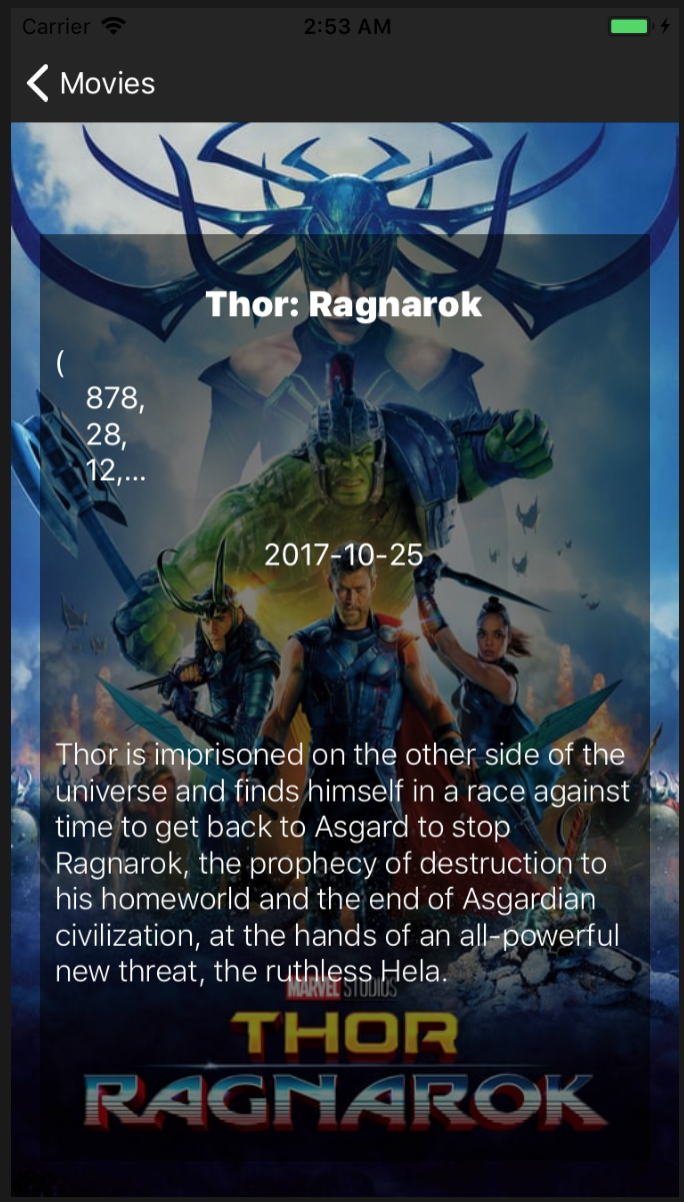 Carrier 2:53 AM
Movies
Thor: Ragnarok
(
878,
28,
12,...
2017-10-25
Thor is imprisoned on the other side of the
universe and finds himself in a race against
time to get back to Asgard to stop
Ragnarok, the prophecy of destruction to
his homeworld and the end of Asgardian
civilization, at the hands of an all-powerful
new threat, the ruthless Hela.
MARVEL STUDIOS
THOR
RAGNAROK